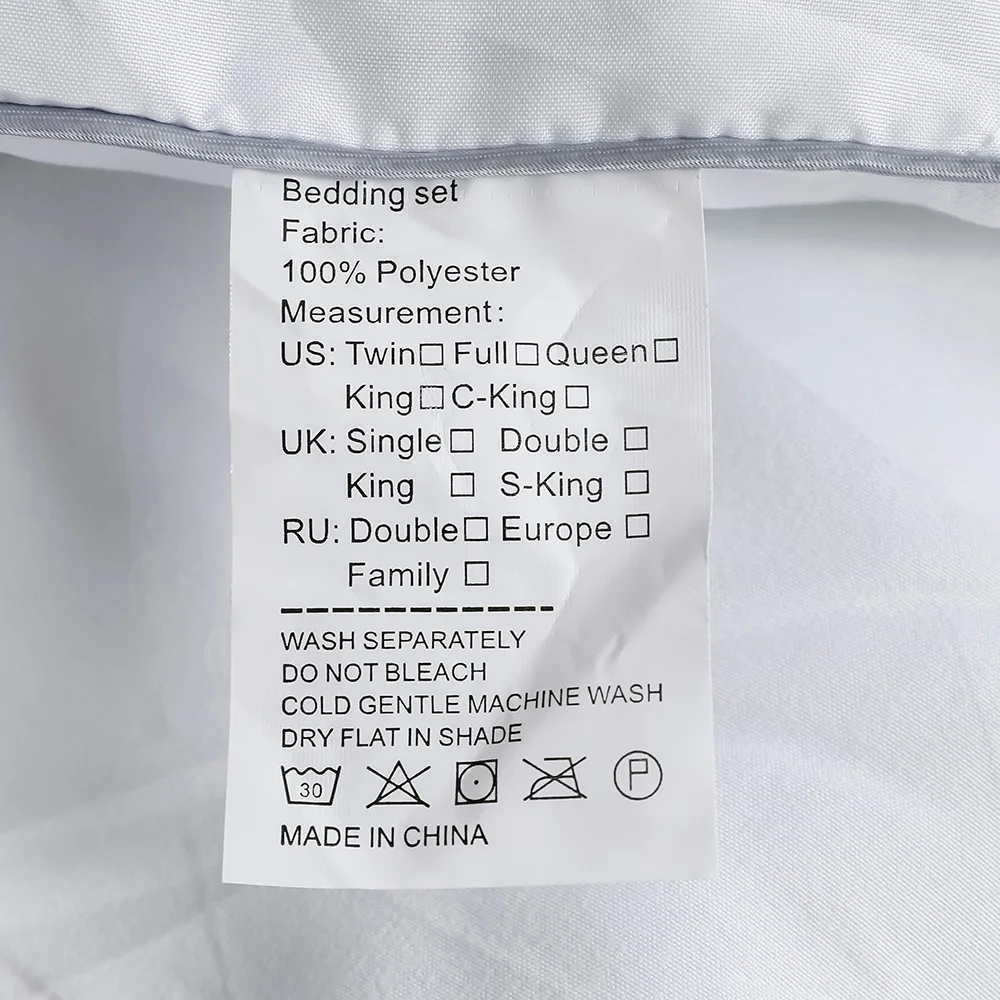 Bedding set
Fabric:
100% Polyester
Measurement:
US: Twin□ Full□ Queen□
King□ C-King□
UK: Single□ Double□
King□ S-King□
RU: Double□ Europe□
Family□
WASH SEPARATELY
DO NOT BLEACH
COLD GENTLE MACHINE WASH
DRY FLAT IN SHADE
30 P
MADE IN CHINA